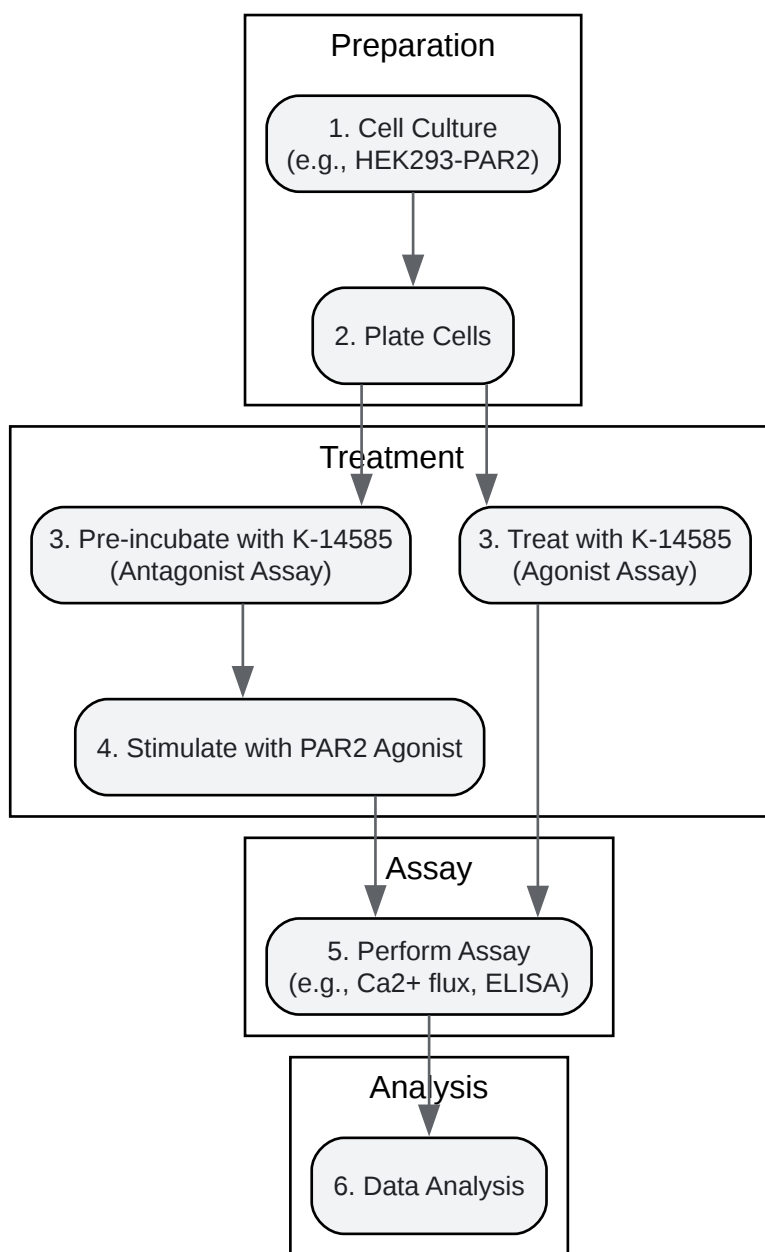 Preparation
1. Cell Culture
(e.g., HEK293-PAR2)
2. Plate Cells
Treatment
3. Pre-incubate with K-14585
(Antagonist Assay)
3. Treat with K-14585
(Agonist Assay)
4. Stimulate with PAR2 Agonist
Assay
5. Perform Assay
(e.g., Ca2+ flux, ELISA)
Analysis
6. Data Analysis